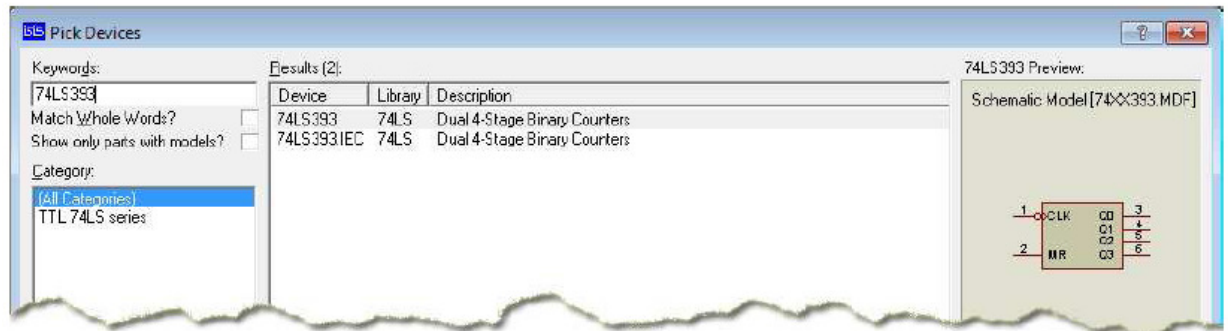 ISIS Pick Devices
Keywords:
74LS393
Match Whole Words?
Show only parts with models?
Category:
(All Categories)
TTL 74LS series
Results (2):
Device Library Description
74LS393 74LS Dual 4-Stage Binary Counters
74LS393.IEC 74LS Dual 4-Stage Binary Counters
74LS393 Preview:
Schematic Model [74XX393.MDF]
1 CLK Q0 3
Q1 4
Q2 5
2 MR Q3 6